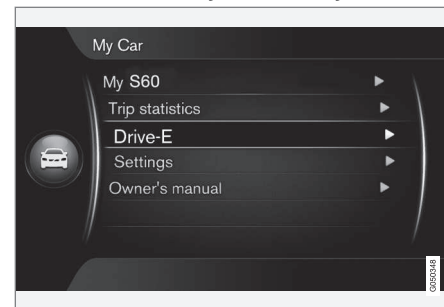 My Car
My S60
Trip statistics
Drive-E
Settings
Owner's manual
G050348